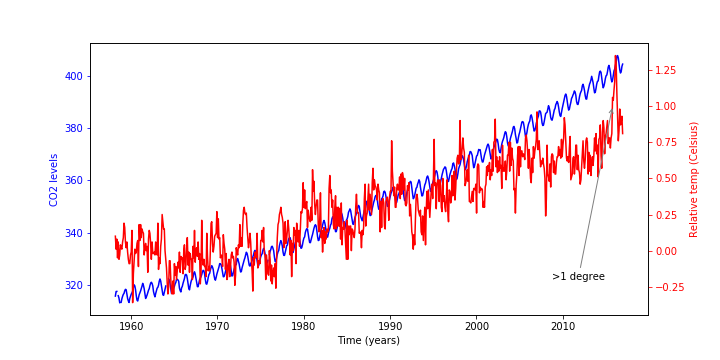 400
380
360
340
320
CO2 levels
1.25
1.00
0.75
0.50
0.25
0.00
−0.25
Relative temp (Celsius)
>1 degree
1960 1970 1980 1990 2000 2010
Time (years)